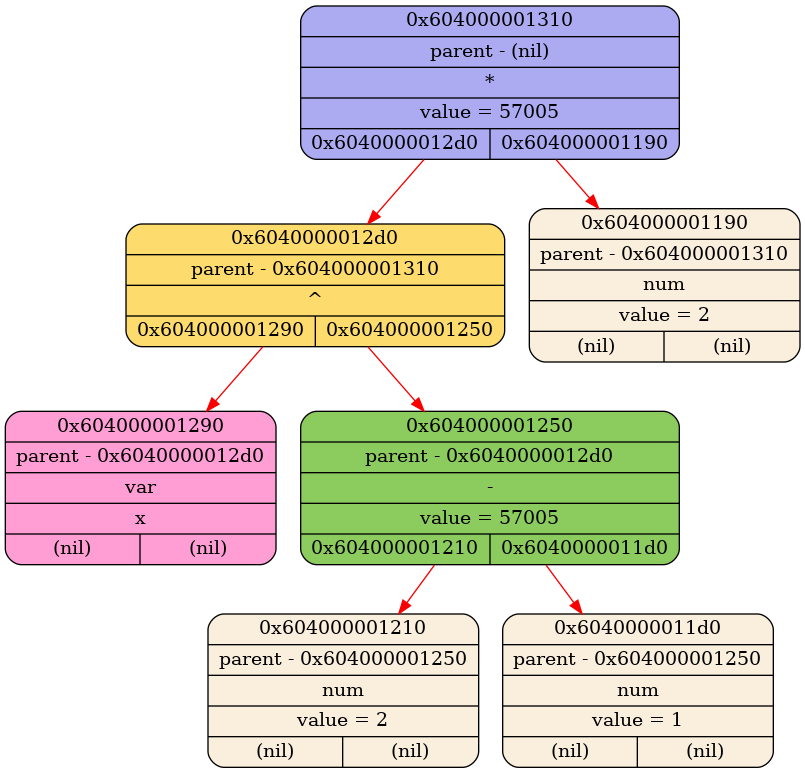 0x604000001310
parent - (nil)
*
value = 57005
0x6040000012d0 0x604000001190
0x6040000012d0
parent - 0x604000001310
^
0x604000001290 0x604000001250
0x604000001190
parent - 0x604000001310
num
value = 2
(nil) (nil)
0x604000001290
parent - 0x6040000012d0
var
x
(nil) (nil)
0x604000001250
parent - 0x6040000012d0
-
value = 57005
0x604000001210 0x6040000011d0
0x604000001210
parent - 0x604000001250
num
value = 2
(nil) (nil)
0x6040000011d0
parent - 0x604000001250
num
value = 1
(nil) (nil)